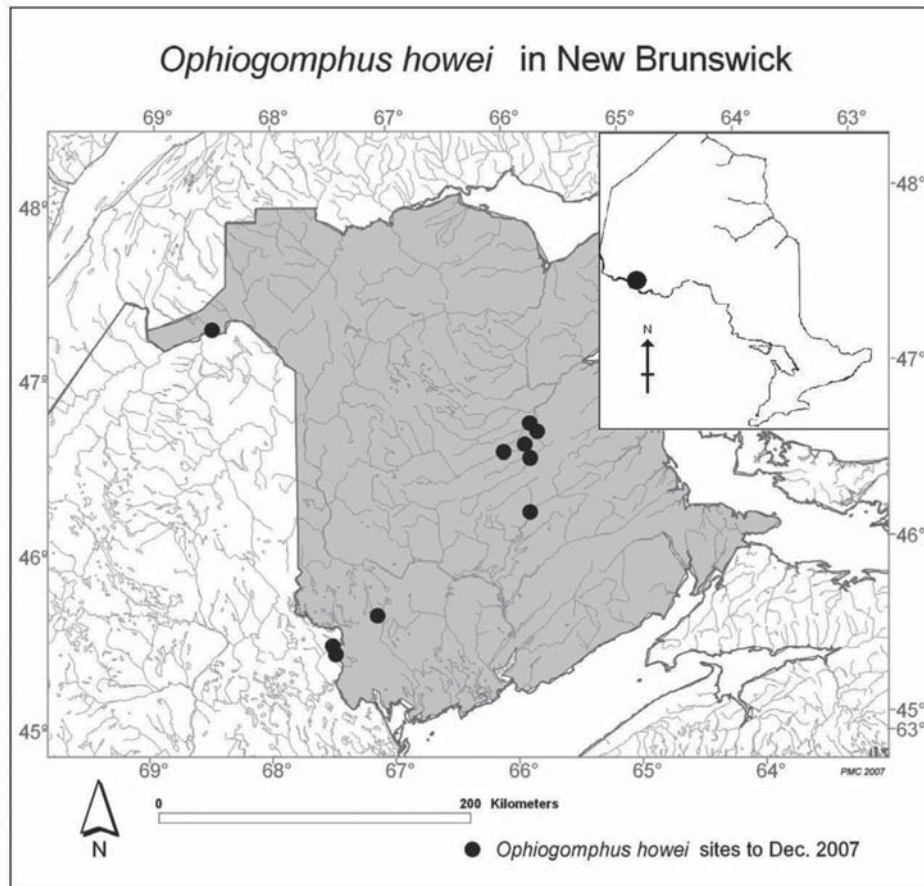 Ophiogomphus howei in New Brunswick
69° 68° 67° 66° 65° 64° 63°
48° 48°
N
47° 47°
46° 46°
45° 45°
63°
69° 68° 67° 66° 65° 64°
PMC 2007
0 200 Kilometers
N
Ophiogomphus howei sites to Dec. 2007